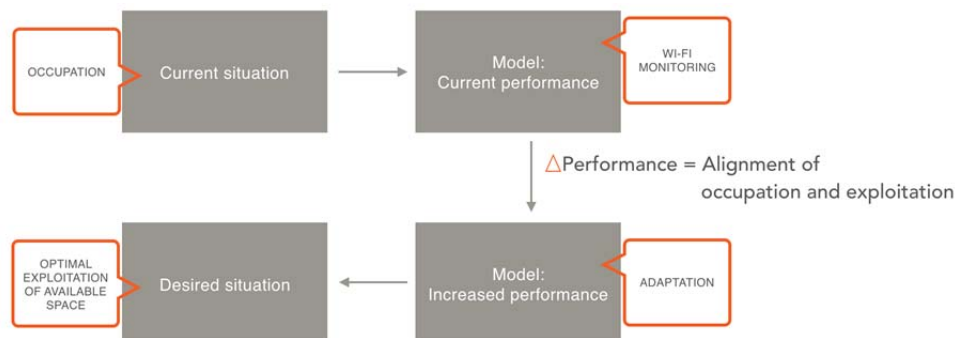 OCCUPATION
Current situation
Model:
Current performance
WI-FI
MONITORING
△Performance = Alignment of
occupation and exploitation
OPTIMAL
EXPLOITATION
OF AVAILABLE
SPACE
Desired situation
Model:
Increased performance
ADAPTATION